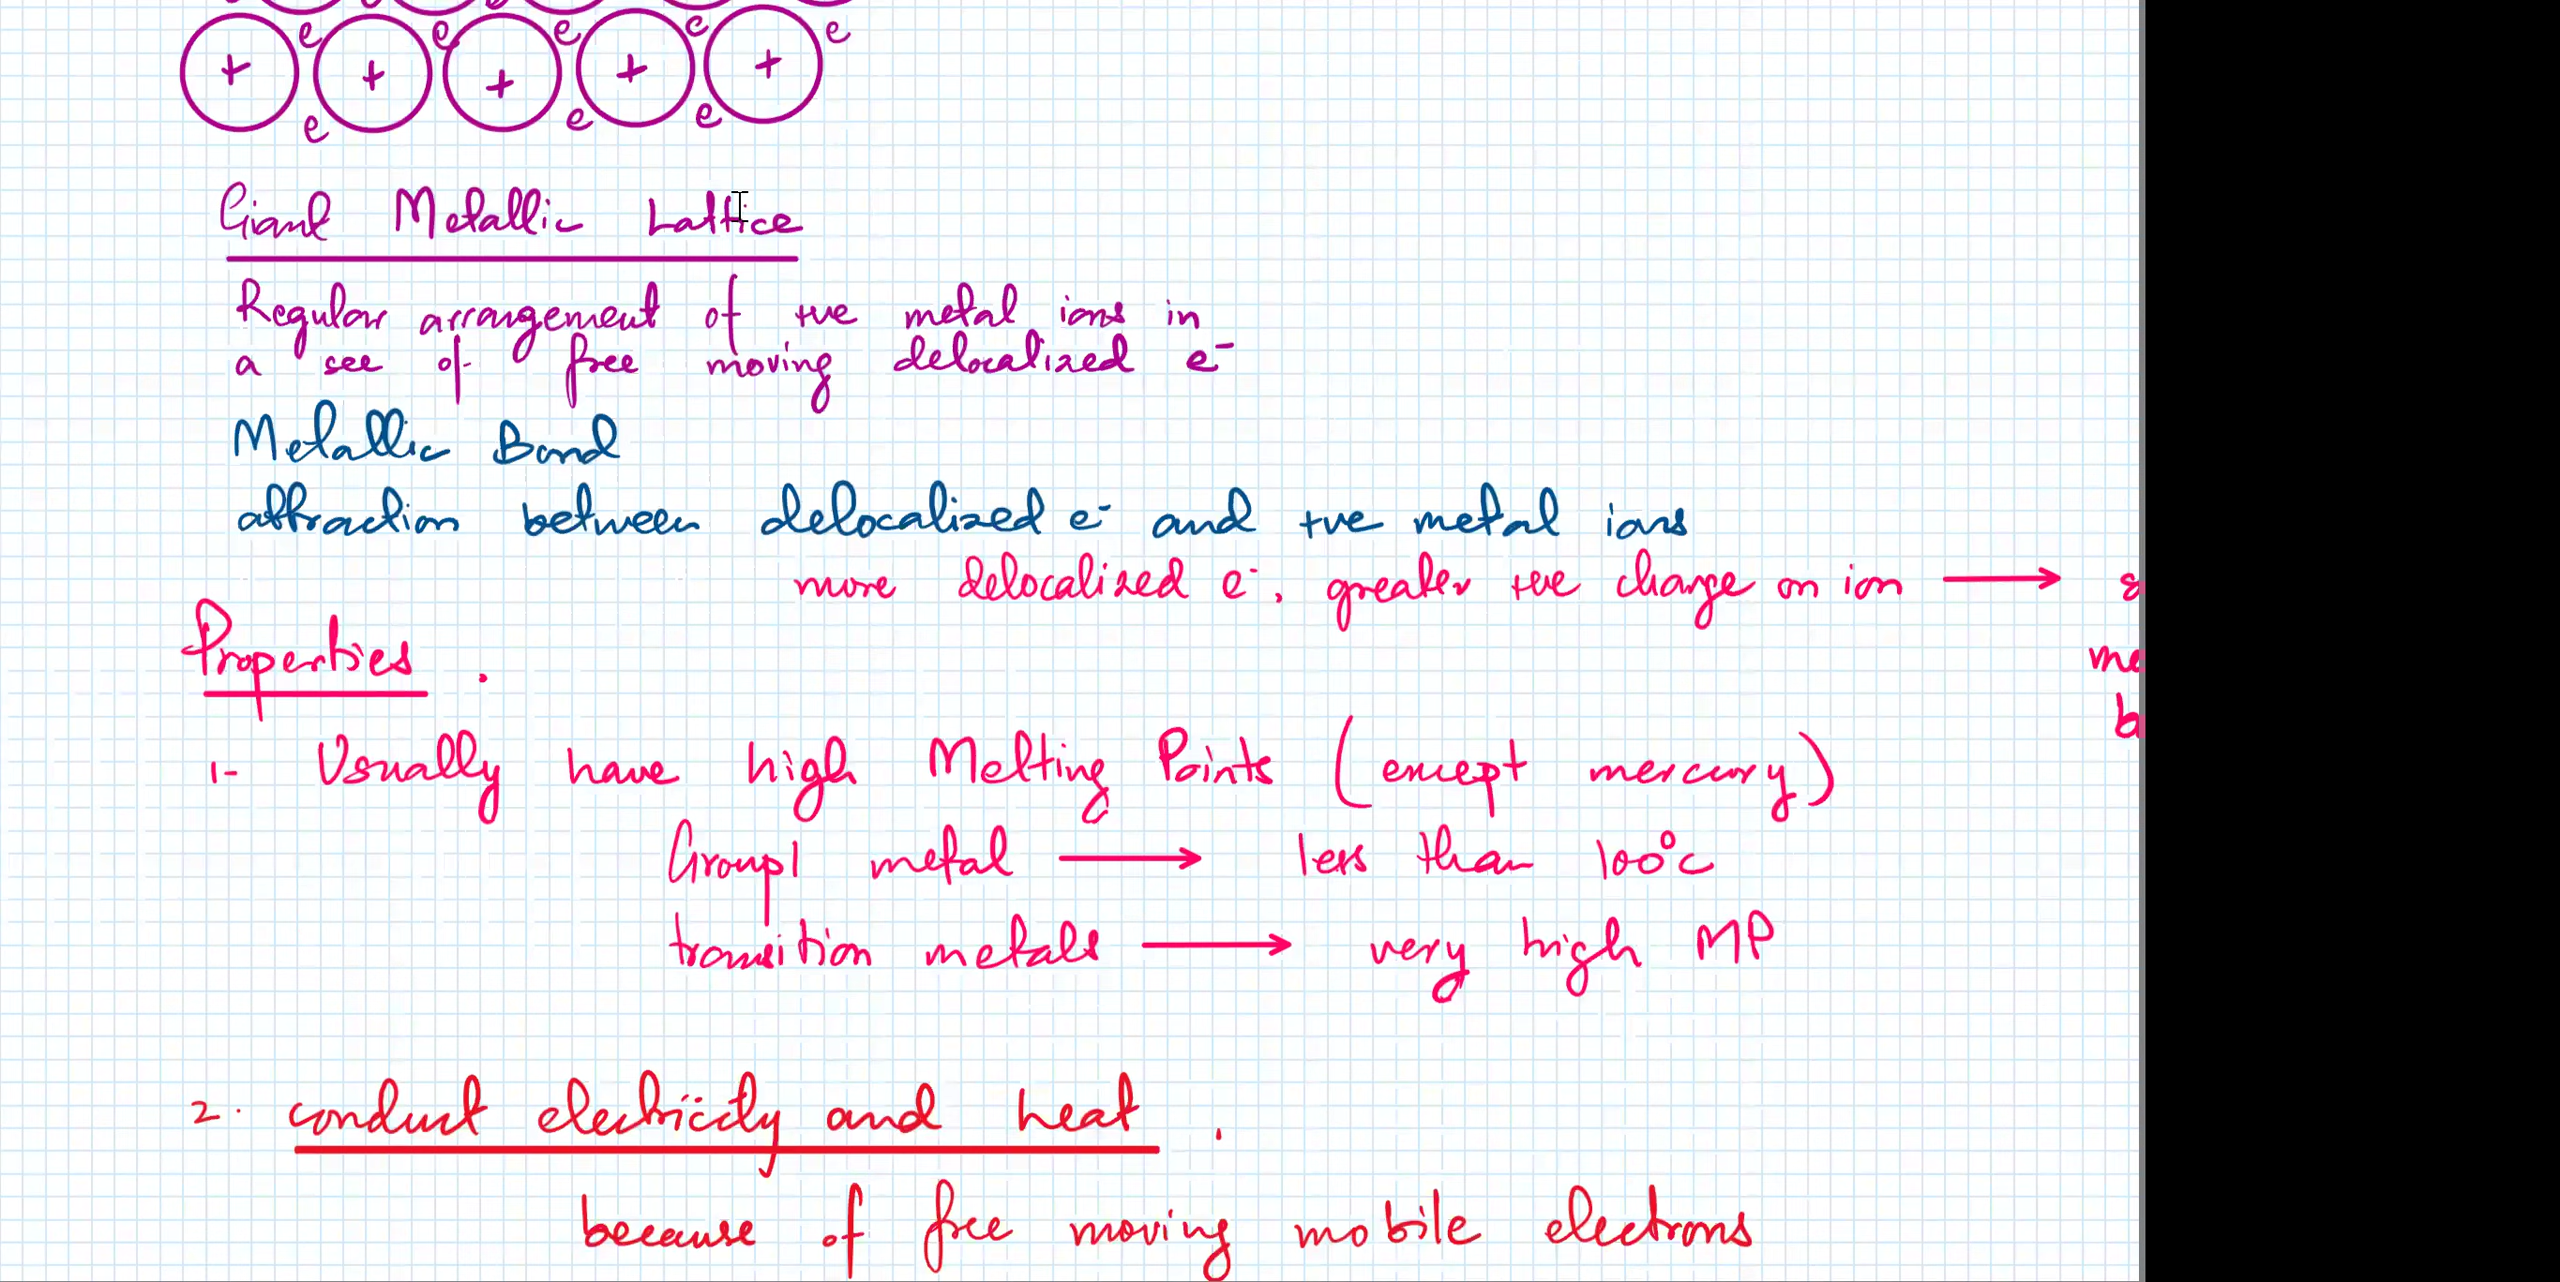 e e e c e
+ + + + +
e e e
Giant Metallic Lattice
Regular arrangement of +ve metal ions in
a see of free moving delocalized e-
Metallic Bond
attraction between delocalized e- and +ve metal ions
more delocalized e-, greater +ve charge on ion →
Properties .
1- Usually have high Melting Points (except mercury)
Group1 metal → less than 100°c
transition metals → very high MP
2. conduct electricity and heat .
because of free moving mobile electrons